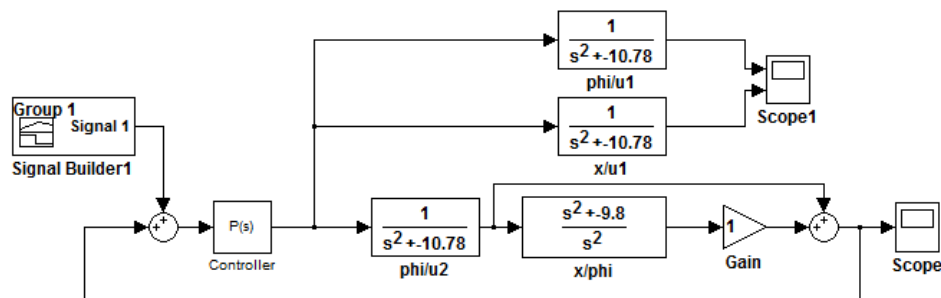 1
s2+-10.78
phi/u1
Scope1
Group 1
Signal 1
Signal Builder1
1
s2+-10.78
x/u1
++
P(s)
Controller
1
s2+-10.78
phi/u2
s2+-9.8
s2
x/phi
1
Gain
++
Scope